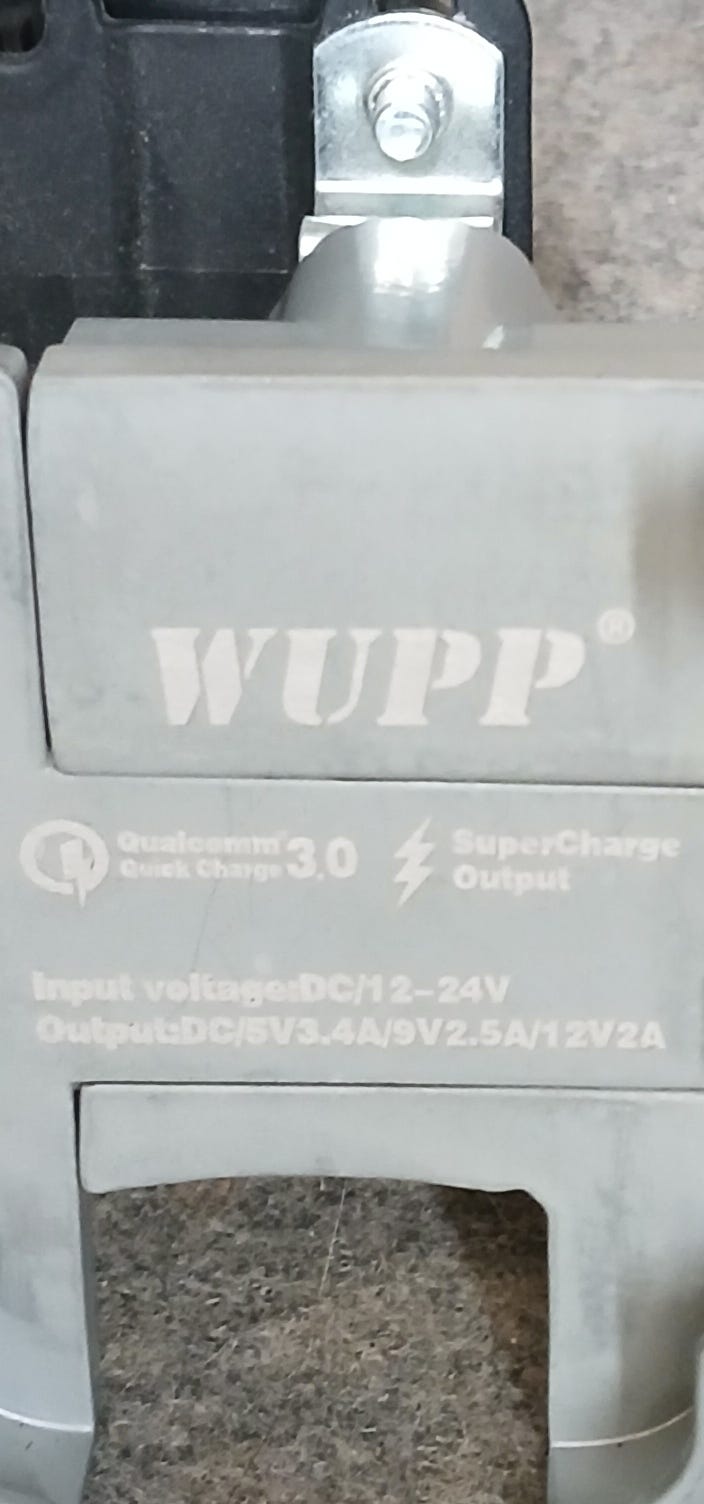 WUPP®
Qualcomm
Quick Charge 3.0
SuperCharge
Output
Input voltage:DC/12-24V
Output:DC/5V3.4A/9V2.5A/12V2A